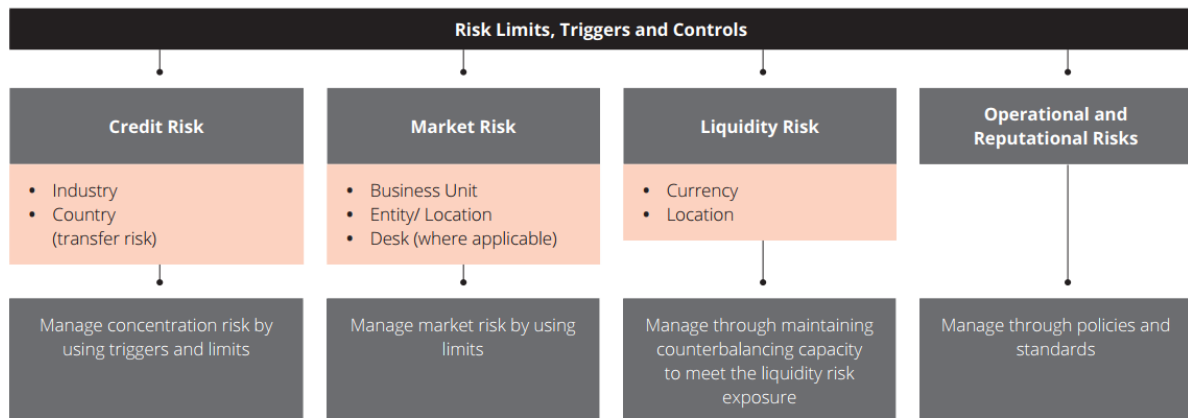 Risk Limits, Triggers and Controls
Credit Risk
• Industry
• Country
(transfer risk)
Manage concentration risk by
using triggers and limits
Market Risk
• Business Unit
• Entity/ Location
• Desk (where applicable)
Manage market risk by using
limits
Liquidity Risk
• Currency
• Location
Manage through maintaining
counterbalancing capacity
to meet the liquidity risk
exposure
Operational and
Reputational Risks
Manage through policies and
standards